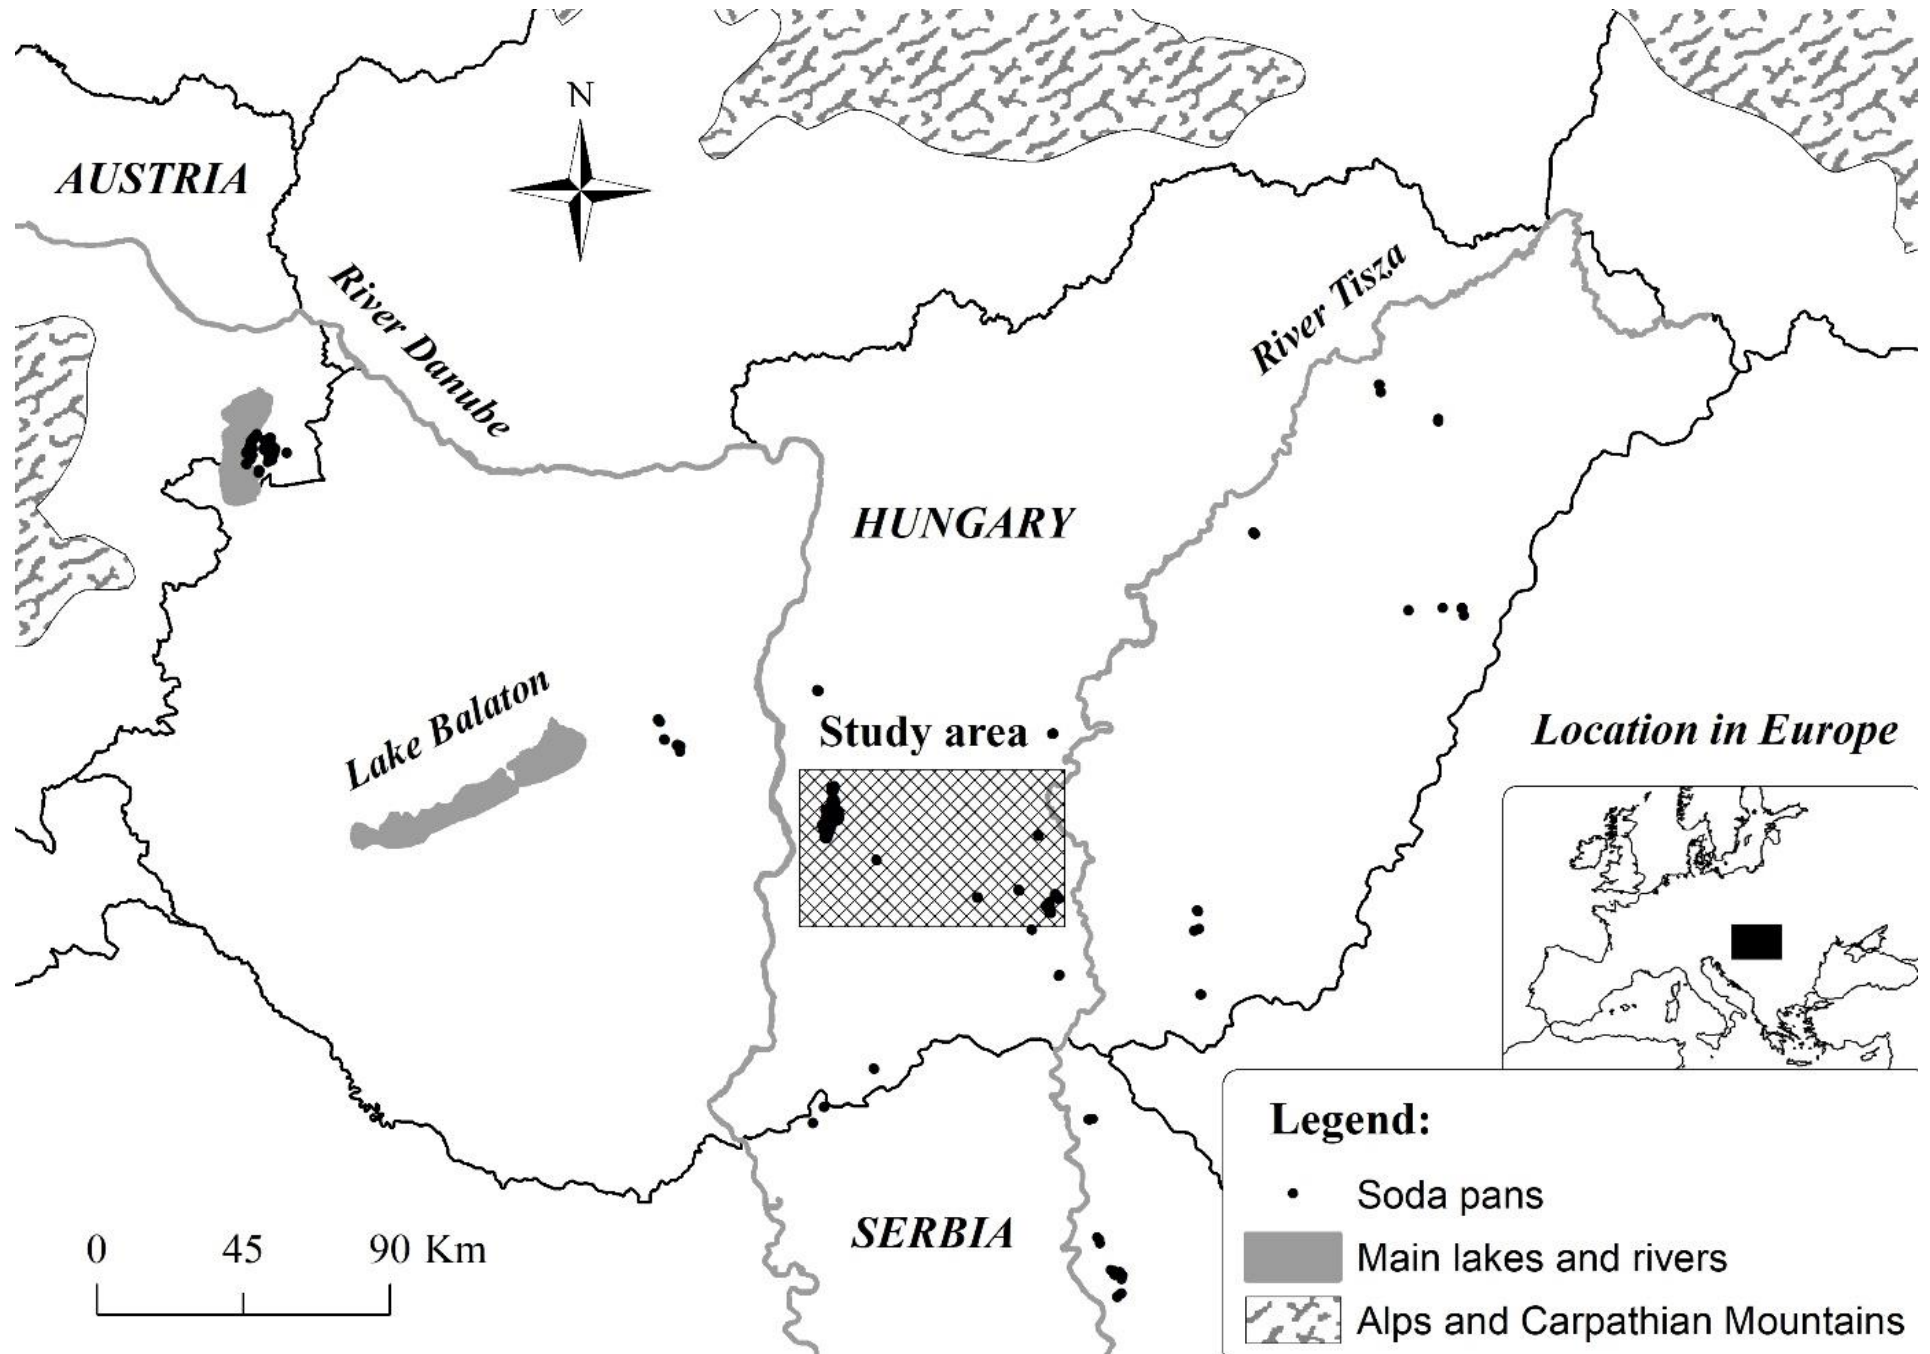 N
AUSTRIA
River Danube
River Tisza
HUNGARY
Lake Balaton
Study area
Location in Europe
SERBIA
0 45 90 Km
Legend:
Soda pans
Main lakes and rivers
Alps and Carpathian Mountains